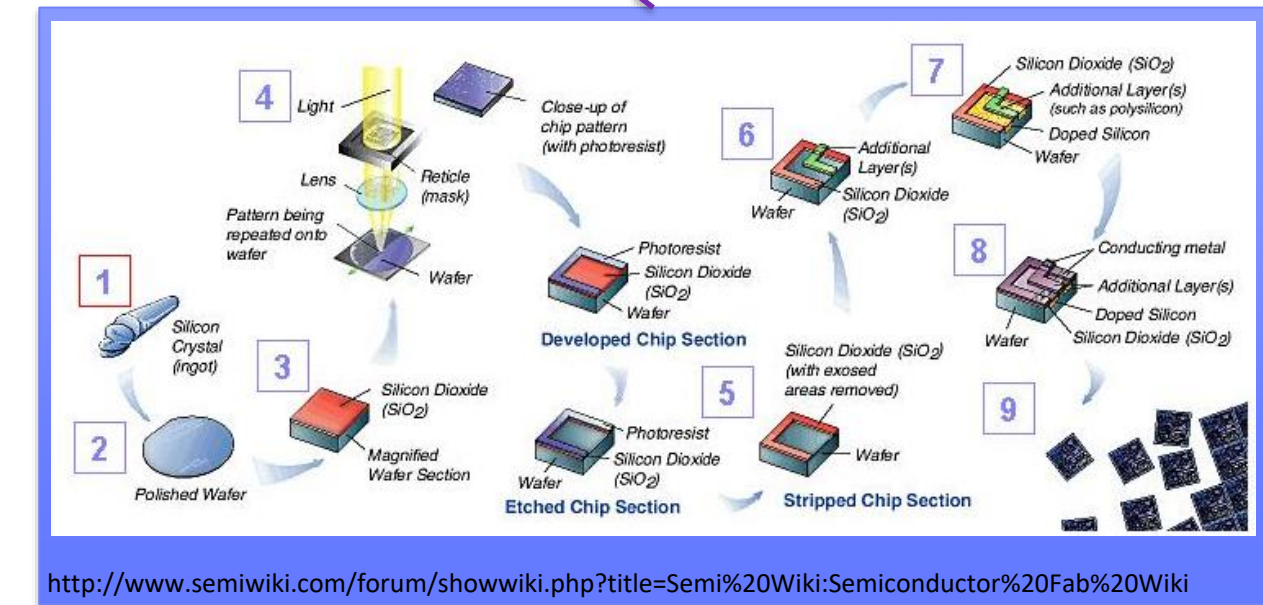 1
Silicon
Crystal
(ingot)
2
Polished Wafer
3
Silicon Dioxide
(SiO2)
Magnified
Wafer Section
4
Light
Reticle
(mask)
Lens
Pattern being
repeated onto
wafer
Wafer
Close-up of
chip pattern
(with photoresist)
Photoresist
Silicon Dioxide
(SiO2)
Wafer
Developed Chip Section
Photoresist
Silicon Dioxide
(SiO2)
Wafer
Etched Chip Section
5
Silicon Dioxide (SiO2)
(with exposed
areas removed)
Wafer
Stripped Chip Section
6
Additional
Layer(s)
Silicon Dioxide
(SiO2)
Wafer
7
Silicon Dioxide (SiO2)
Additional Layer(s)
(such as polysilicon)
Doped Silicon
Wafer
8
Conducting metal
Additional Layer(s)
Doped Silicon
Silicon Dioxide (SiO2)
Wafer
9
http://www.semiwiki.com/forum/showwiki.php?title=Semi%20Wiki:Semiconductor%20Fab%20Wiki